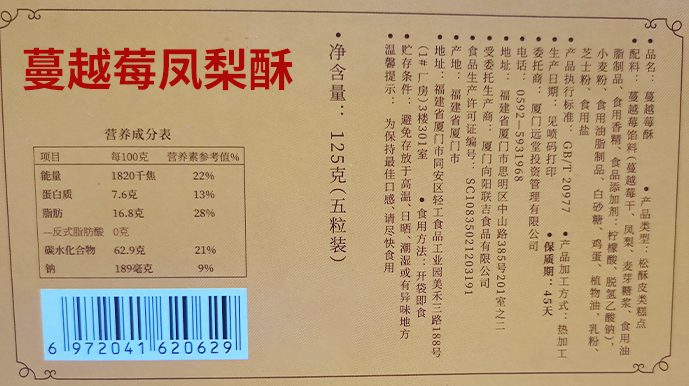 蔓越莓凤梨酥
•品名：蔓越莓酥 •产品类型：松酥皮类糕点
•配料：蔓越莓馅料(蔓越莓干、凤梨、麦芽糖浆、食用油
脂制品、食用香精、食品添加剂：柠檬酸、脱氢乙酸钠)、
小麦粉、食用油脂制品、白砂糖、鸡蛋、植物油、乳粉、
芝士粉、食用盐
•产品执行标准：GB/T 20977 •产品加工方式：热加工
•生产日期：见喷码打印 •保质期：45天
•委托商：厦门远堂投资管理有限公司
•电话：0592-5931968
•地址：福建省厦门市思明区中山路385号201室之二
•受委托生产商：厦门向阳联吉食品有限公司
•食品生产许可证编号：SC10835021203191
•产地：福建省厦门市
•地址：福建省厦门市同安区轻工食品工业园美禾三路188号
(1#厂房)3楼301室 •食用方法：开袋即食
•贮存条件：避免存放于高温、日晒、潮湿或有异味地方
•温馨提示：为保持最佳口感，请尽快食用
•净含量：125克(五粒装)
营养成分表
项目 每100克 营养素参考值%
能量 1820千焦 22%
蛋白质 7.6克 13%
脂肪 16.8克 28%
—反式脂肪酸 0克
碳水化合物 62.9克 21%
钠 189毫克 9%
6 972041 620629